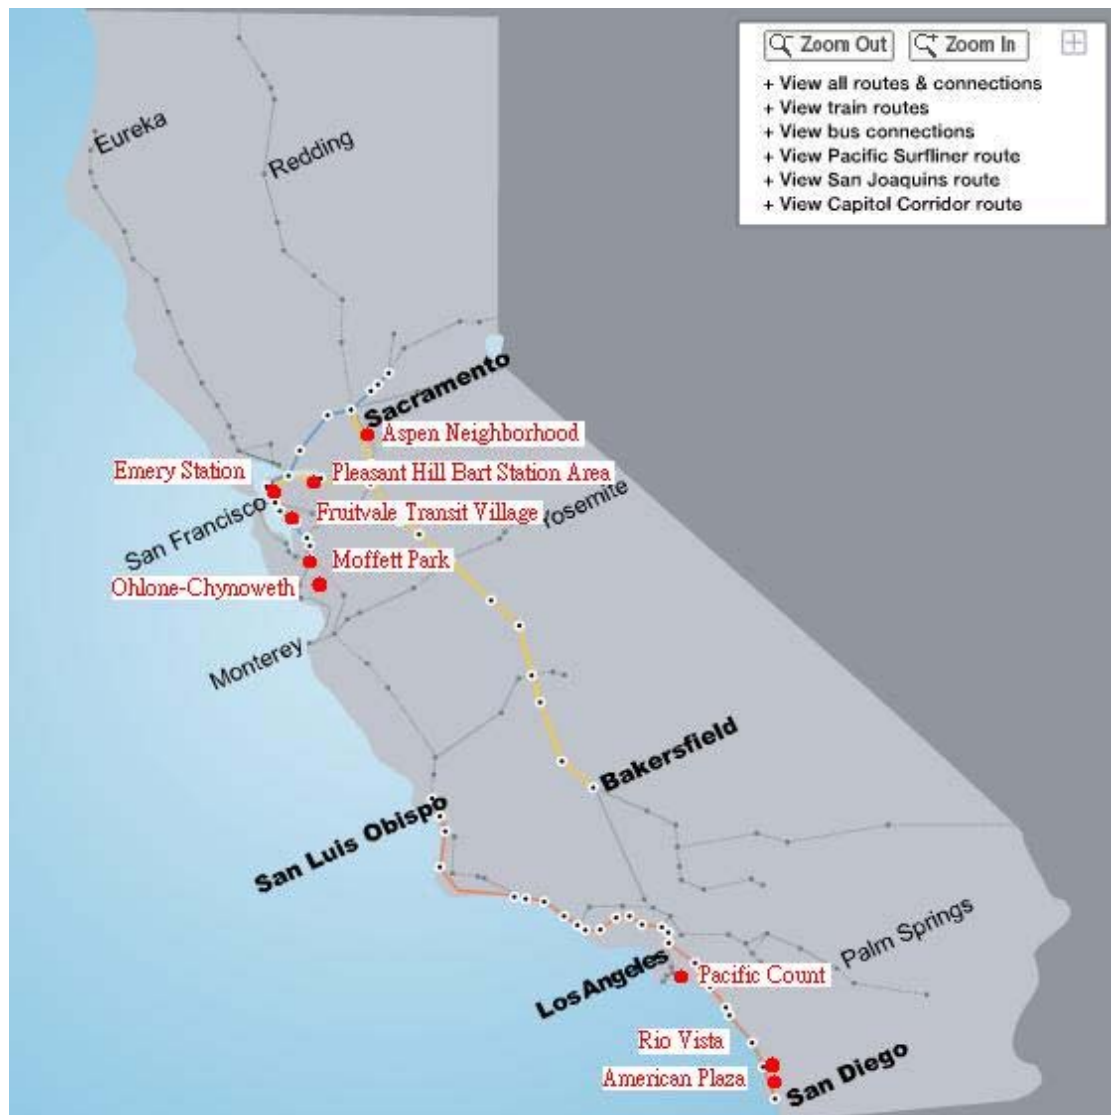 Zoom Out
Zoom In
+ View all routes & connections
+ View train routes
+ View bus connections
+ View Pacific Surfliner route
+ View San Joaquins route
+ View Capitol Corridor route
Eureka
Redding
Sacramento
Aspen Neighborhood
Emery Station
Pleasant Hill Bart Station Area
San Francisco
Fruitvale Transit Village
Yosemite
Moffett Park
Ohlone-Chynoweth
Monterey
Bakersfield
San Luis Obispo
Palm Springs
Los Angeles
Pacific Count
Rio Vista
American Plaza
San Diego